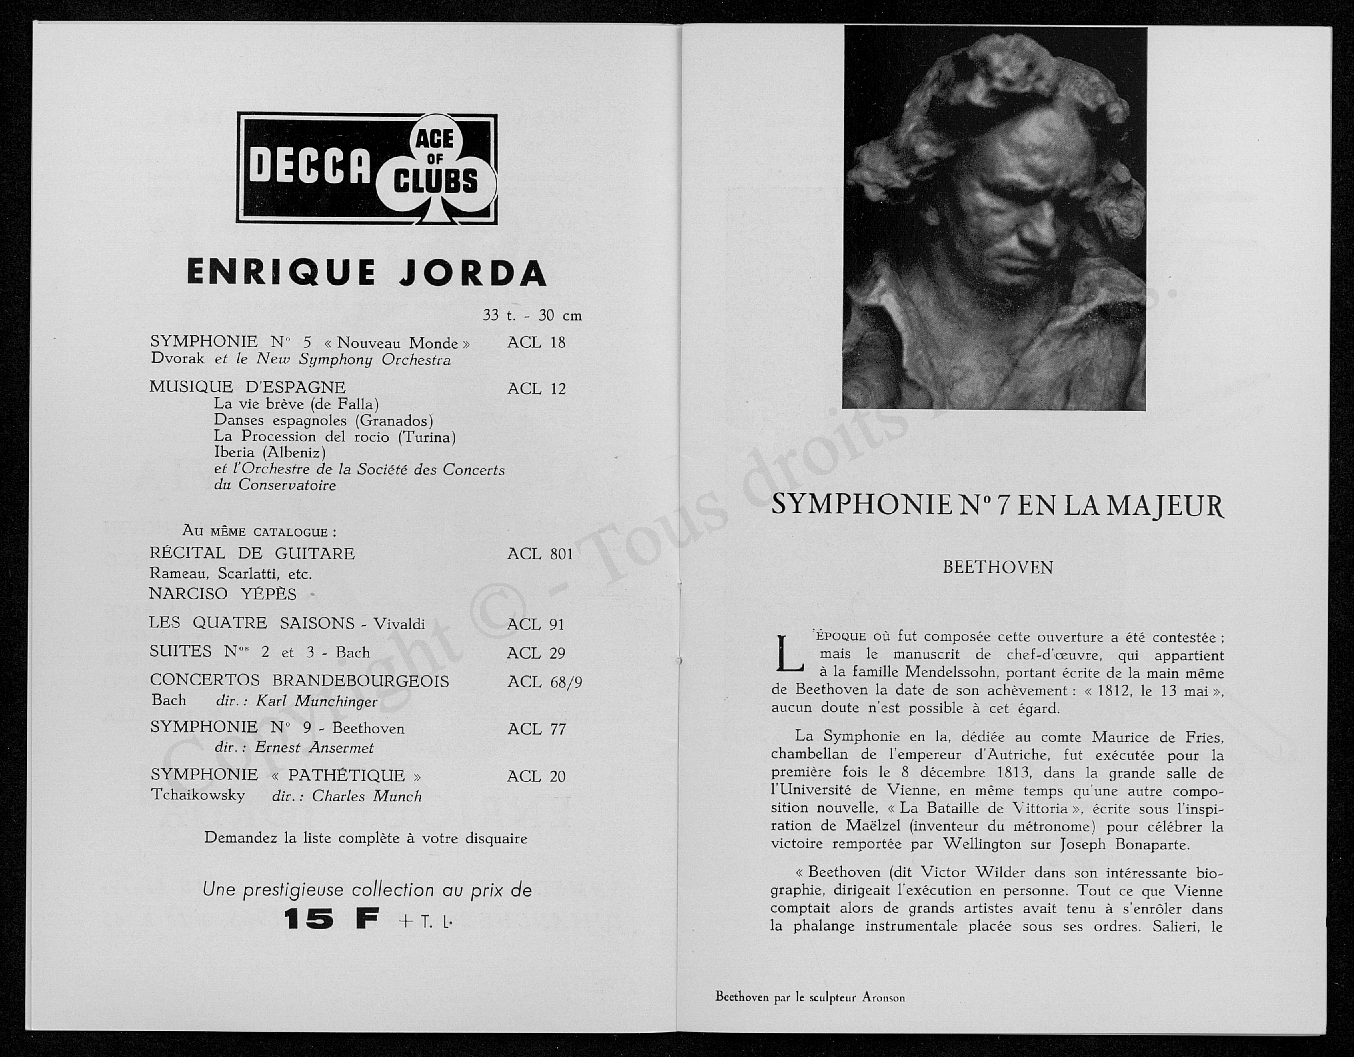 DECCA
ACE
OF
CLUBS
ENRIQUE JORDA
33 t. - 30 cm
SYMPHONIE N° 5 « Nouveau Monde » ACL 18
Dvorak et le New Symphony Orchestra
MUSIQUE D'ESPAGNE ACL 12
La vie brève (de Falla)
Danses espagnoles (Granados)
La Procession del rocio (Turina)
Iberia (Albeniz)
et l'Orchestre de la Société des Concerts
du Conservatoire
AU MÊME CATALOGUE :
RÉCITAL DE GUITARE ACL 801
Rameau, Scarlatti, etc.
NARCISO YÉPÈS -
LES QUATRE SAISONS - Vivaldi ACL 91
SUITES Nos 2 et 3 - Bach ACL 29
CONCERTOS BRANDEBOURGEOIS ACL 68/9
Bach dir. : Karl Munchinger
SYMPHONIE N° 9 - Beethoven ACL 77
dir. : Ernest Ansermet
SYMPHONIE « PATHÉTIQUE » ACL 20
Tchaikowsky dir. : Charles Munch
Demandez la liste complète à votre disquaire
Une prestigieuse collection au prix de
15 F + T. L.
SYMPHONIE N° 7 EN LA MAJEUR
BEETHOVEN
L'ÉPOQUE où fut composée cette ouverture a été contestée ;
mais le manuscrit de chef-d'œuvre, qui appartient
à la famille Mendelssohn, portant écrite de la main même
de Beethoven la date de son achèvement : « 1812, le 13 mai »,
aucun doute n'est possible à cet égard.
La Symphonie en la, dédiée au comte Maurice de Fries,
chambellan de l'empereur d'Autriche, fut exécutée pour la
première fois le 8 décembre 1813, dans la grande salle de
l'Université de Vienne, en même temps qu'une autre compo-
sition nouvelle, « La Bataille de Vittoria », écrite sous l'inspi-
ration de Maëlzel (inventeur du métronome) pour célébrer la
victoire remportée par Wellington sur Joseph Bonaparte.
« Beethoven (dit Victor Wilder dans son intéressante bio-
graphie, dirigeait l'exécution en personne. Tout ce que Vienne
comptait alors de grands artistes avait tenu à s'enrôler dans
la phalange instrumentale placée sous ses ordres. Salieri, le
Beethoven par le sculpteur Aronson
Copyright © - Tous droits